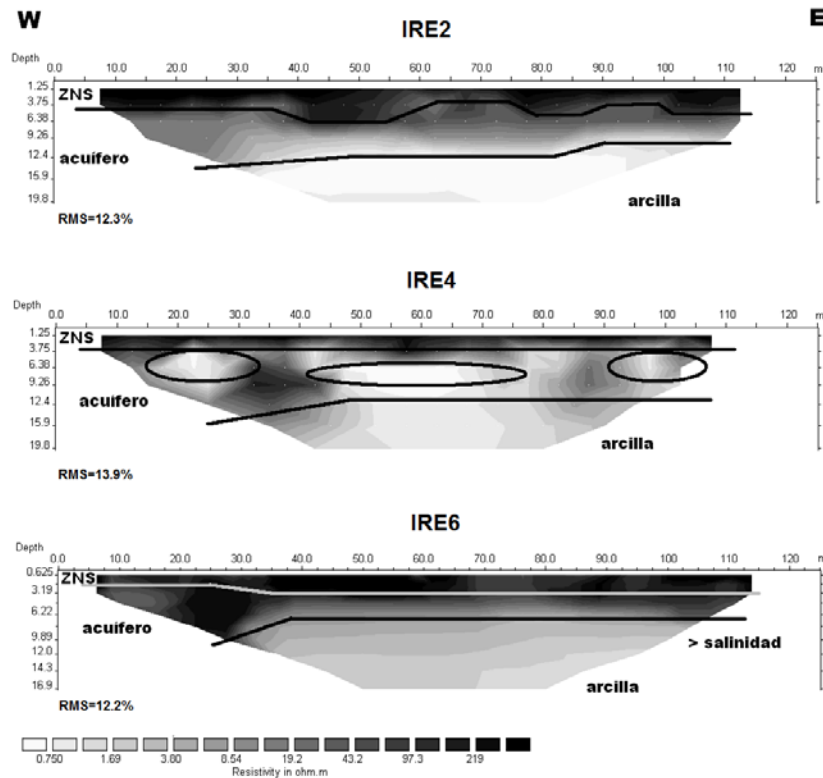 W E
IRE2
Depth 0.0 10.0 20.0 30.0 40.0 50.0 60.0 70.0 80.0 90.0 100 110 120 m
1.25
ZNS
3.75
6.38
9.26
12.4
acuífero
15.9
19.8
arcilla
RMS=12.3%
IRE4
Depth 0.0 10.0 20.0 30.0 40.0 50.0 60.0 70.0 80.0 90.0 100 110 120 m
1.25
ZNS
3.75
6.38
9.26
12.4
acuífero
15.9
19.8
arcilla
RMS=13.9%
IRE6
Depth 0.0 10.0 20.0 30.0 40.0 50.0 60.0 70.0 80.0 90.0 100 110 120 m
0.625
ZNS
3.19
6.22
acuífero
9.89
12.0
> salinidad
14.3
16.9
arcilla
RMS=12.2%
0.750 1.69 3.80 8.54 19.2 43.2 97.3 219
Resistivity in ohm.m